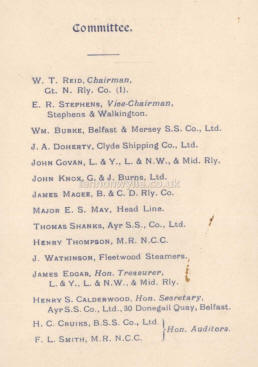 Committee.
W. T. Reid, Chairman,
Gt. N. Rly. Co. (I).
E. R. Stephens, Vice-Chairman,
Stephens & Walkington.
Wm. Burke, Belfast & Mersey S.S. Co., Ltd.
J. A. Doherty, Clyde Shipping Co., Ltd.
John Govan, L. & Y., L. & N.W., & Mid. Rly.
John Knox, G. & J. Burns, Ltd.
James Magee, B. & C. D. Rly. Co.
Major E. S. May, Head Line.
Thomas Shanks, Ayr S.S., Co., Ltd.
Henry Thompson, M.R. N.C.C.
J. Watkinson, Fleetwood Steamers.
James Edgar, Hon. Treasurer,
L. & Y., L. & N.W., & Mid. Rly.
Henry S. Calderwood, Hon. Secretary,
Ayr S.S. Co., Ltd., 30 Donegall Quay, Belfast.
H. C. Cruiks, B.S.S. Co., Ltd.
F. L. Smith, M.R. N.C.C.
Hon. Auditors.